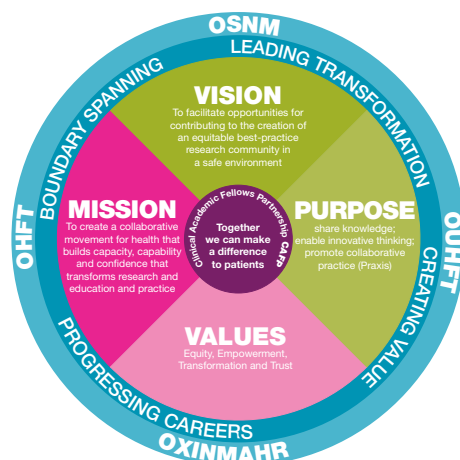 OSNM
LEADING TRANSFORMATION
BOUNDARY SPANNING
VISION
To facilitate opportunities for
contributing to the creation of
an equitable best-practice
research community in
a safe environment
MISSION
To create a collaborative
movement for health that
builds capacity, capability
and confidence that
transforms research and
education and practice
Clinical Academic Fellows Partnership CAFP
Together
we can make
a difference
to patients
PURPOSE
share knowledge;
enable innovative thinking;
promote collaborative
practice (Praxis)
OHFT
OUHFT
CREATING VALUE
VALUES
Equity, Empowerment,
Transformation and Trust
PROGRESSING CAREERS
OXINMAHR